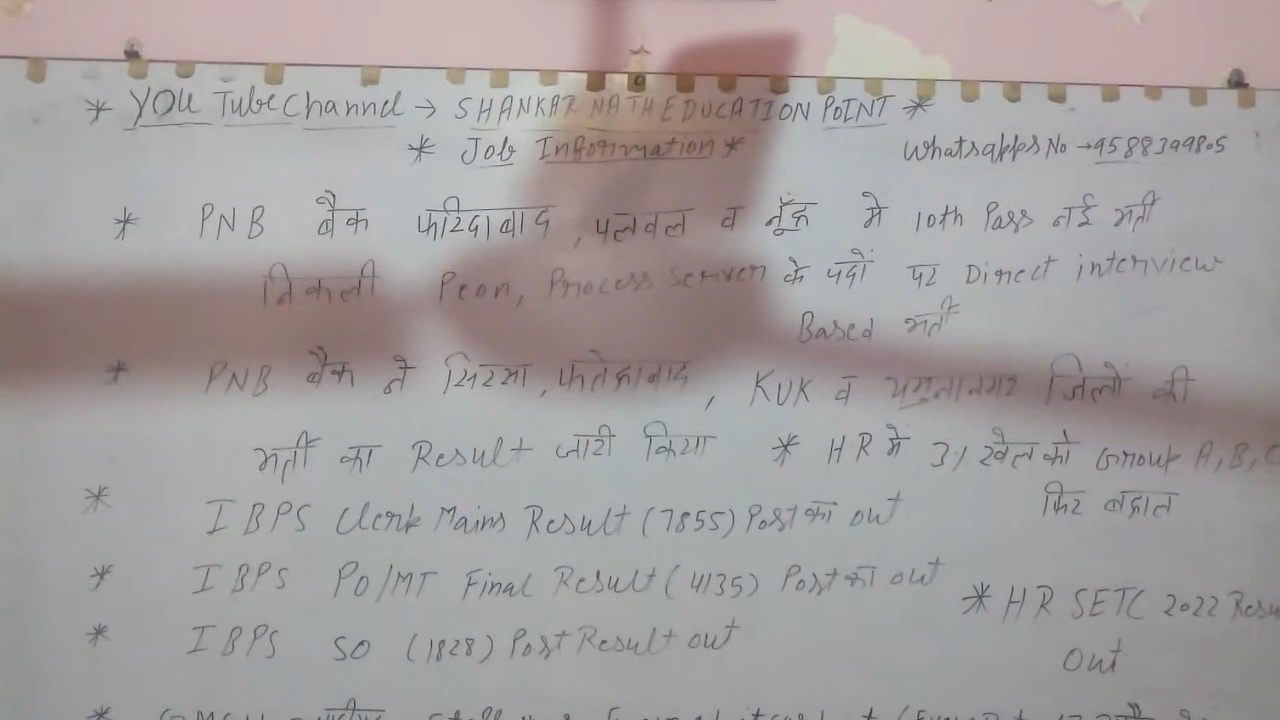 * YOU Tube Channel → SHANKAR NATH EDUCATION POINT *
* Job Information *
Whatsapps No → 9588399805
* PNB बैंक फरिदाबाद, पलवल व नूँह में 10th Pass नई भर्ती
निकली Peon, Process Server के पदों पर Direct interview
Based भर्ती
* PNB बैंक ने सिरसा, फतेहाबाद, KUK व यमुनानगर जिलों की
भर्ती का Result जारी किया
* HR में 3% खेल को Group A, B, C
फिर बहाल
* IBPS Clerk Mains Result (7855) Post का out
* IBPS PO/MT Final Result (4135) Post का out
* IBPS SO (1828) Post Result out
* HR SETC 2022 Resu
Out